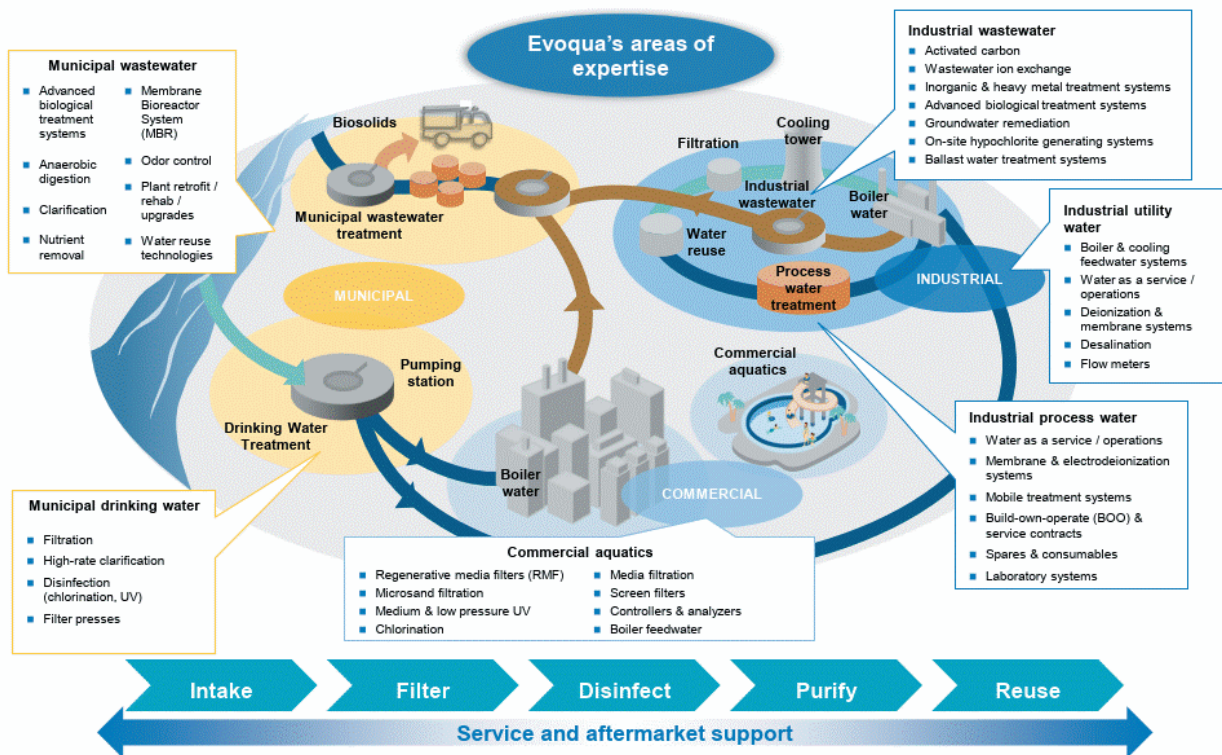 Evoqua's areas of
expertise
Municipal wastewater
Advanced
biological
treatment
systems
Anaerobic
digestion
Clarification
Nutrient
removal
Membrane
Bioreactor
System
(MBR)
Odor control
Plant retrofit /
rehab /
upgrades
Water reuse
technologies
Industrial wastewater
Activated carbon
Wastewater ion exchange
Inorganic & heavy metal treatment systems
Advanced biological treatment systems
Groundwater remediation
On-site hypochlorite generating systems
Ballast water treatment systems
Biosolids
Municipal wastewater
treatment
Filtration
Cooling
tower
Industrial
wastewater
Boiler
water
Water
reuse
Process
water
treatment
INDUSTRIAL
Industrial utility
water
Boiler & cooling
feedwater systems
Water as a service /
operations
Deionization &
membrane systems
Desalination
Flow meters
MUNICIPAL
Pumping
station
Drinking Water
Treatment
Commercial
aquatics
Boiler
water
COMMERCIAL
Industrial process water
Water as a service / operations
Membrane & electrodeionization
systems
Mobile treatment systems
Build-own-operate (BOO) &
service contracts
Spares & consumables
Laboratory systems
Municipal drinking water
Filtration
High-rate clarification
Disinfection
(chlorination, UV)
Filter presses
Commercial aquatics
Regenerative media filters (RMF)
Microsand filtration
Medium & low pressure UV
Chlorination
Media filtration
Screen filters
Controllers & analyzers
Boiler feedwater
Intake
Filter
Disinfect
Purify
Reuse
Service and aftermarket support